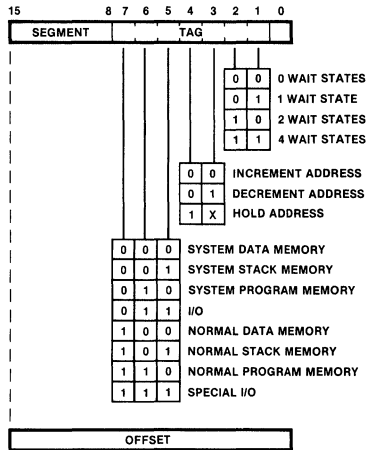 15 8 7 6 5 4 3 2 1 0
SEGMENT TAG
0 0 0 WAIT STATES
0 1 1 WAIT STATE
1 0 2 WAIT STATES
1 1 4 WAIT STATES
0 0 INCREMENT ADDRESS
0 1 DECREMENT ADDRESS
1 X HOLD ADDRESS
0 0 0 SYSTEM DATA MEMORY
0 0 1 SYSTEM STACK MEMORY
0 1 0 SYSTEM PROGRAM MEMORY
0 1 1 I/O
1 0 0 NORMAL DATA MEMORY
1 0 1 NORMAL STACK MEMORY
1 1 0 NORMAL PROGRAM MEMORY
1 1 1 SPECIAL I/O
OFFSET